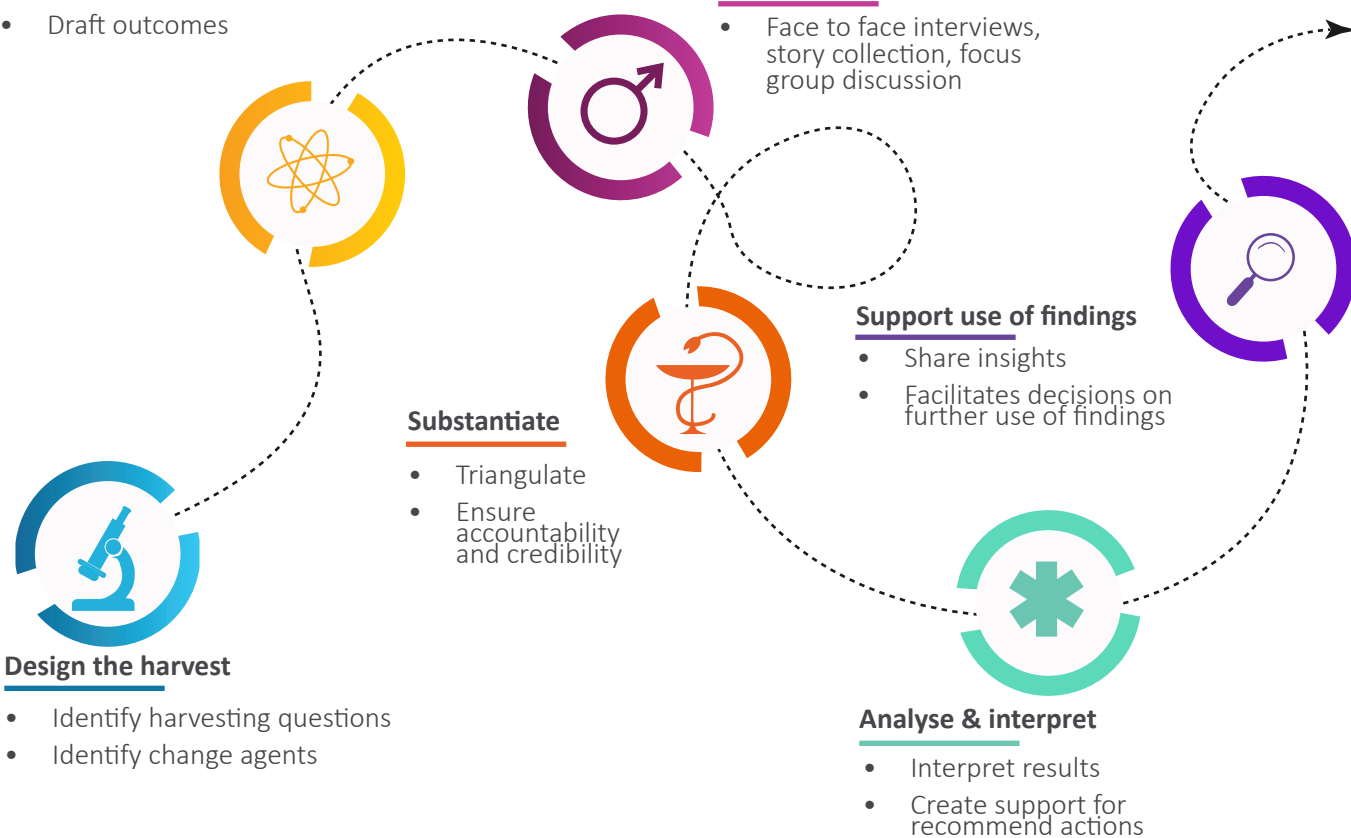 • Draft outcomes
• Face to face interviews,
story collection, focus
group discussion
Support use of findings
• Share insights
• Facilitates decisions on
further use of findings
Substantiate
• Triangulate
• Ensure
accountability
and credibility
Design the harvest
• Identify harvesting questions
• Identify change agents
Analyse & interpret
• Interpret results
• Create support for
recommend actions